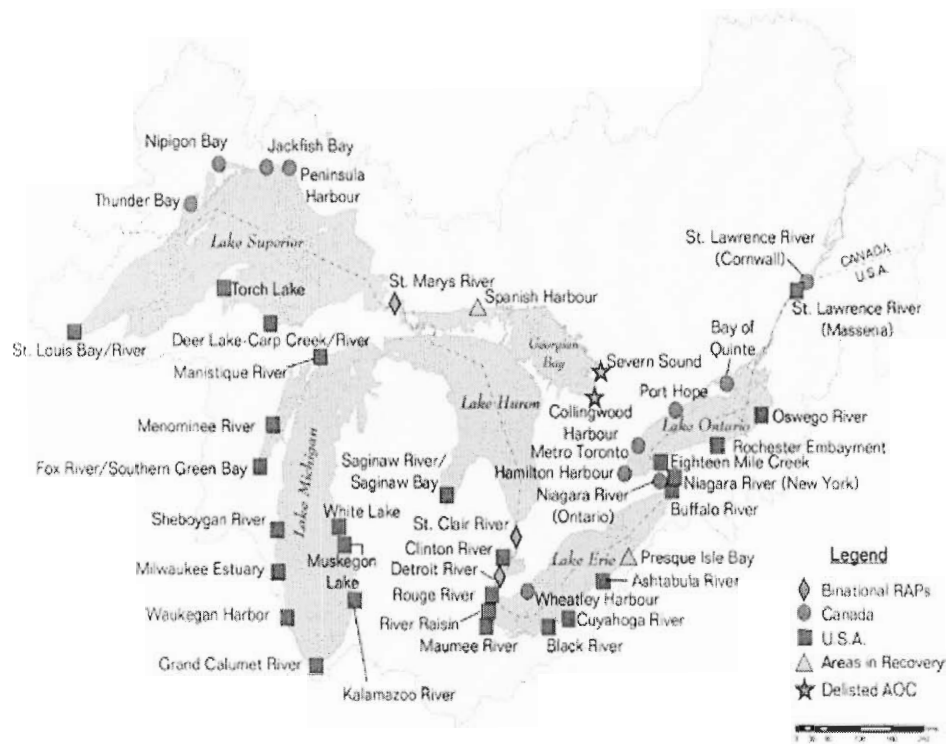 Nipigon Bay
Jackfish Bay
Peninsula
Harbour
Thunder Bay
Lake Superior
St. Lawrence River
(Cornwall)
CANADA
U.S.A.
St. Marys River
Spanish Harbour
Torch Lake
St. Lawrence River
(Massena)
Deer Lake-Carp Creek/River
St. Louis Bay/River
Manistique River
Georgian
Bay
Severn Sound
Bay of
Quinte
Port Hope
Lake Huron
Collingwood
Harbour
Lake Ontario
Oswego River
Menominee River
Metro Toronto
Rochester Embayment
Fox River/Southern Green Bay
Saginaw River/
Saginaw Bay
Hamilton Harbour
Eighteen Mile Creek
Niagara River (New York)
Niagara River
(Ontario)
Buffalo River
Lake Michigan
Sheboygan River
White Lake
St. Clair River
Muskegon
Lake
Clinton River
Lake Erie
Presque Isle Bay
Milwaukee Estuary
Detroit River
Ashtabula River
Rouge River
Wheatley Harbour
Waukegan Harbor
River Raisin
Cuyahoga River
Maumee River
Black River
Grand Calumet River
Kalamazoo River
Legend
Binational RAPs
Canada
U.S.A.
Areas in Recovery
Delisted AOC